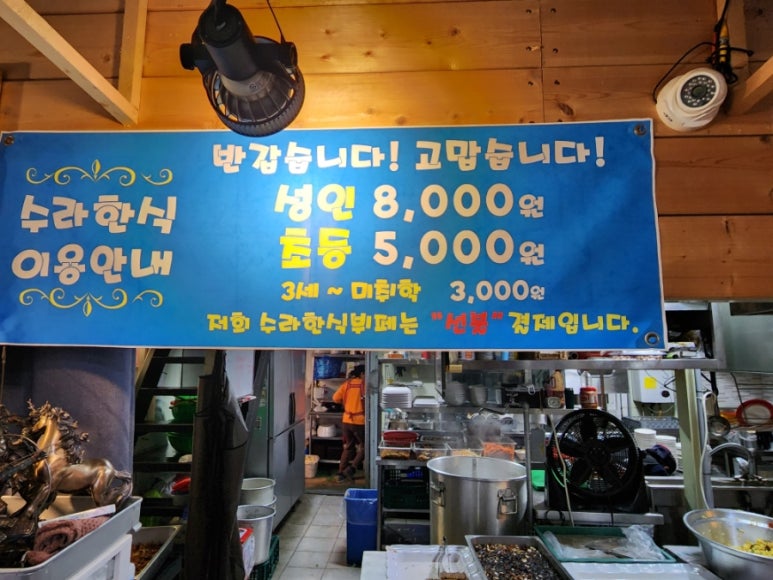 수라한식
이용안내
반갑습니다! 고맙습니다!
성인 8,000원
초등 5,000원
3세 ~ 미취학 3,000원
저희 수라한식뷔페는 "선불" 결제입니다.